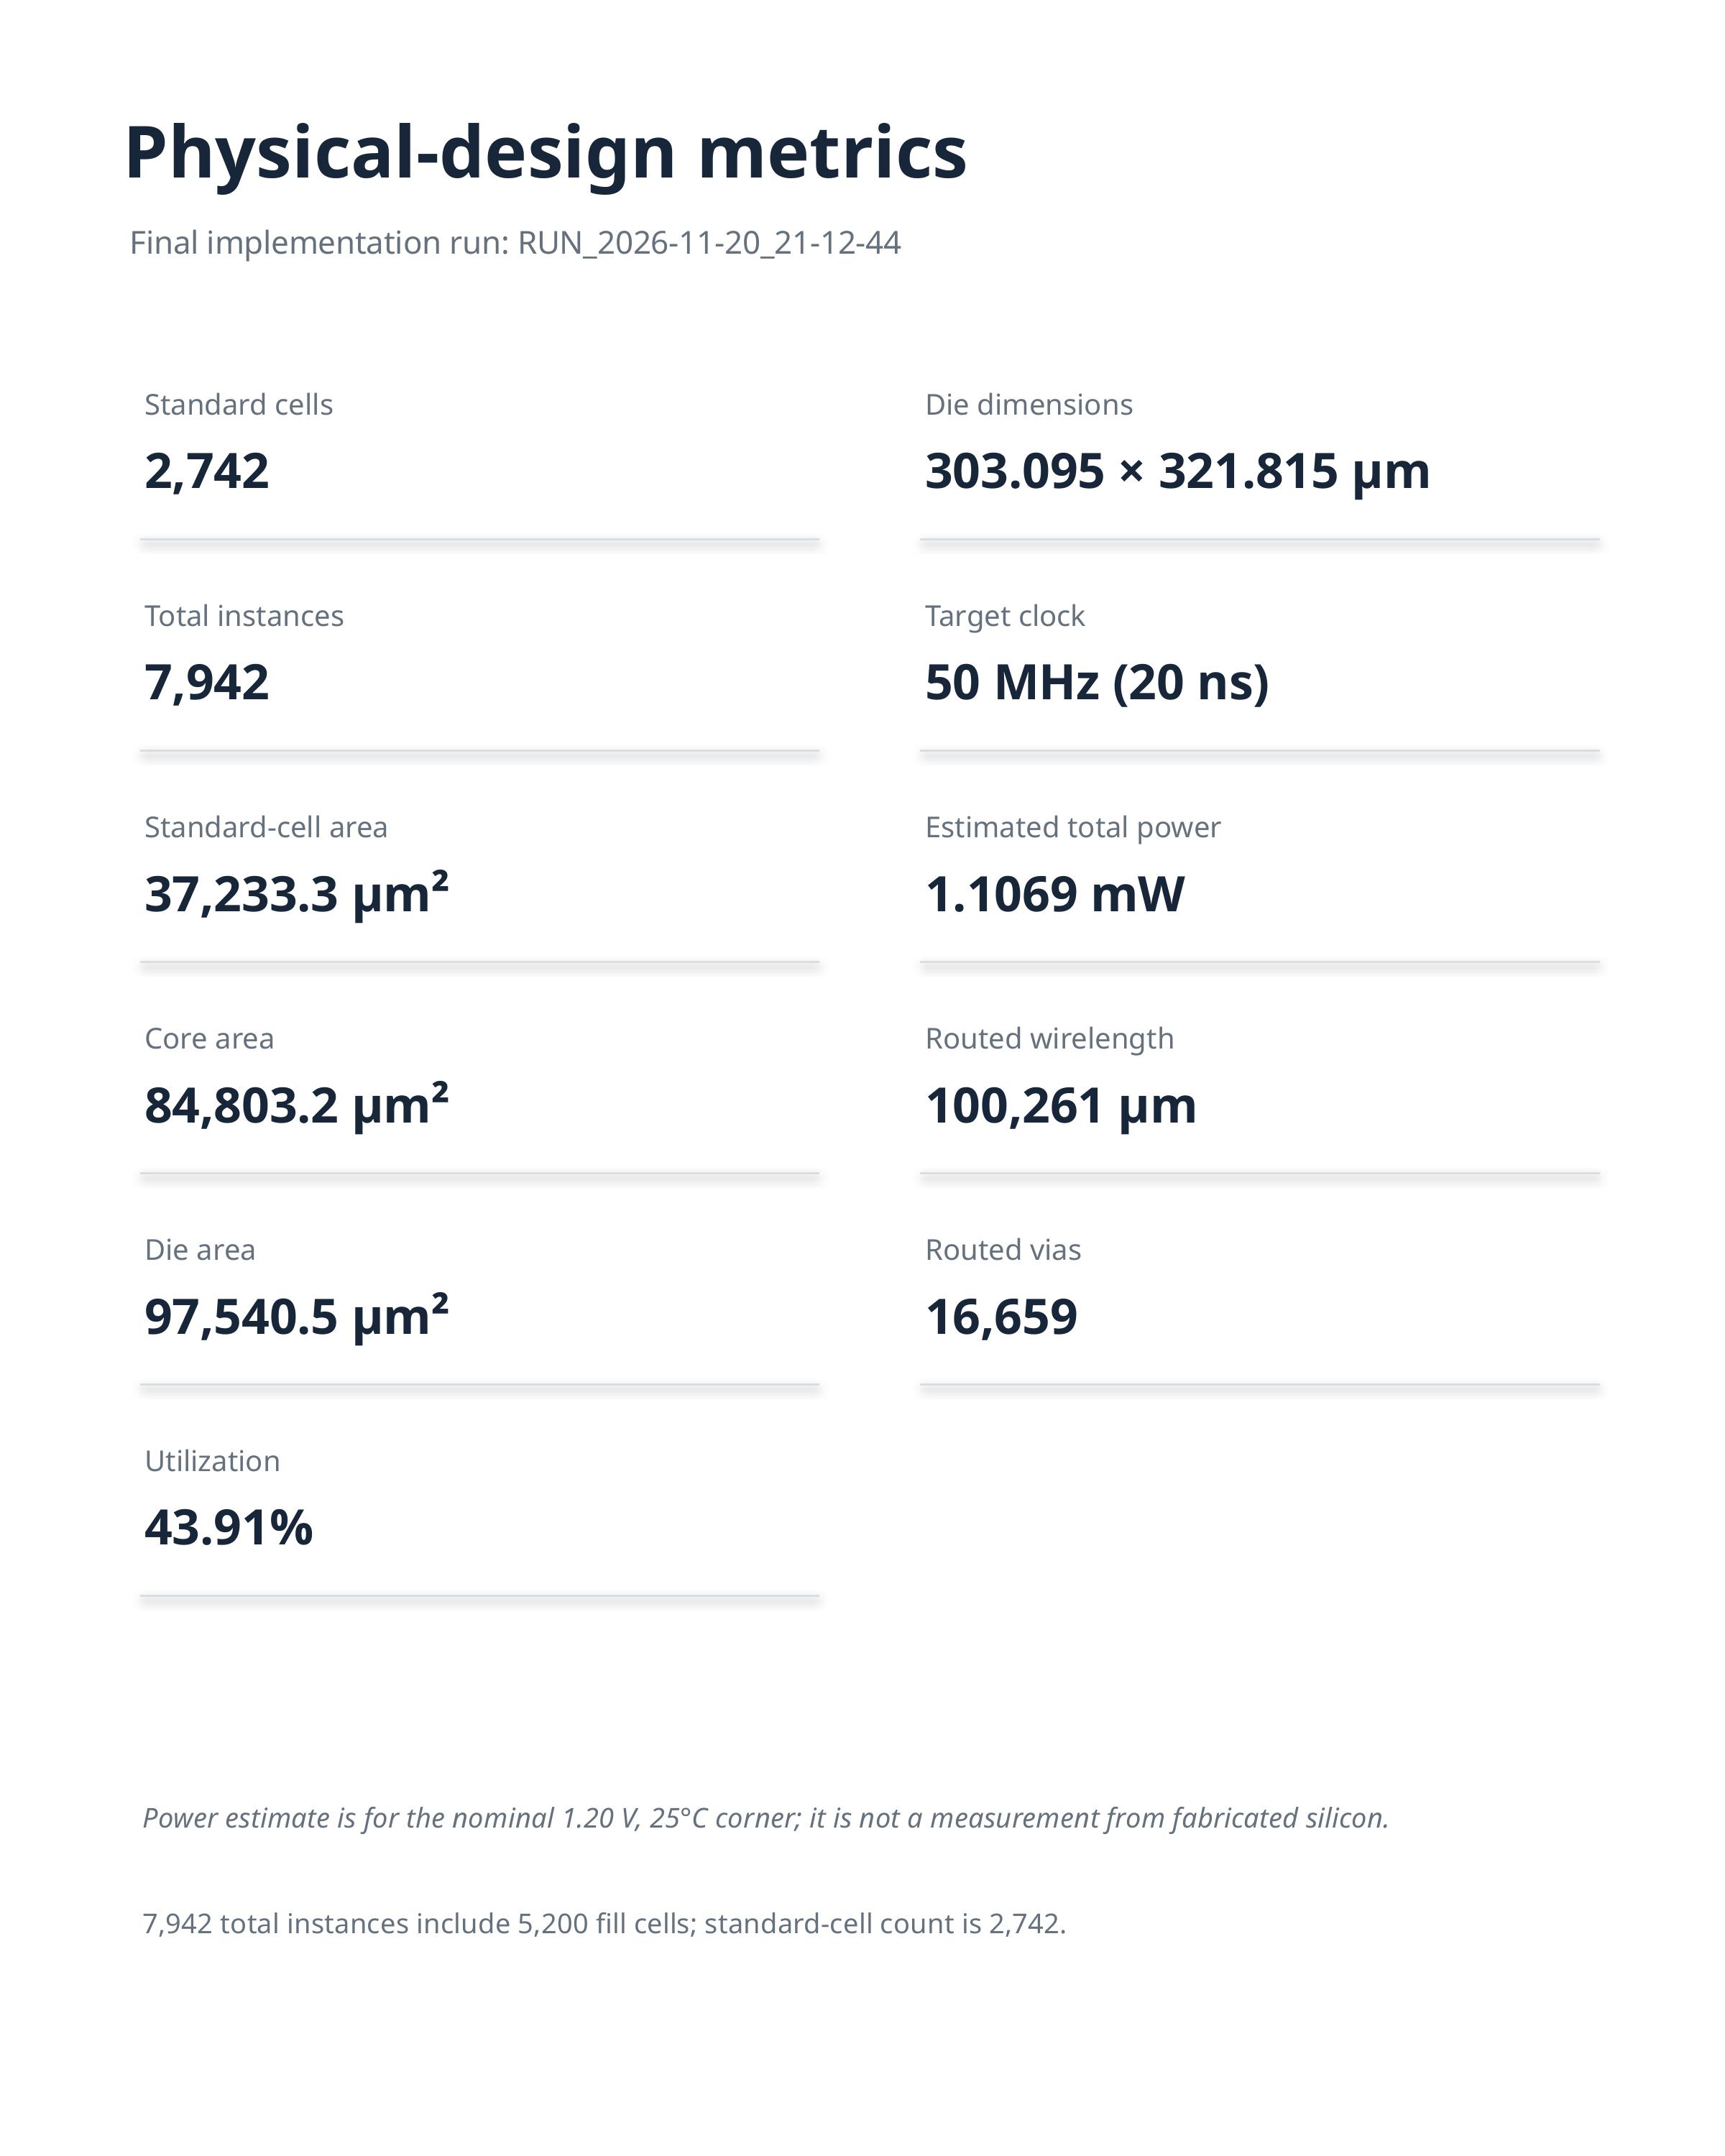 Physical-design metrics
Final implementation run: RUN_2026-11-20_21-12-44
Standard cells
2,742
Die dimensions
303.095 × 321.815 µm
Total instances
7,942
Target clock
50 MHz (20 ns)
Standard-cell area
37,233.3 µm²
Estimated total power
1.1069 mW
Core area
84,803.2 µm²
Routed wirelength
100,261 µm
Die area
97,540.5 µm²
Routed vias
16,659
Utilization
43.91%
Power estimate is for the nominal 1.20 V, 25°C corner; it is not a measurement from fabricated silicon.
7,942 total instances include 5,200 fill cells; standard-cell count is 2,742.